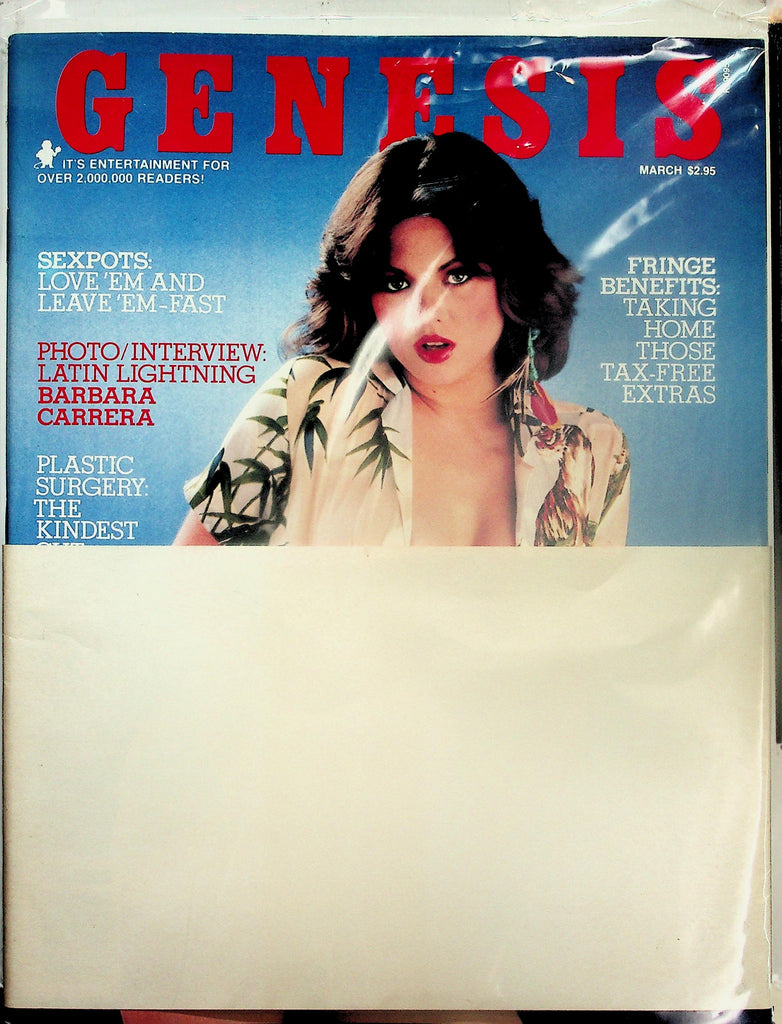 GENESIS
IT'S ENTERTAINMENT FOR
OVER 2,000,000 READERS!
MARCH $2.95
SEXPOTS:
LOVE 'EM AND
LEAVE 'EM–FAST
PHOTO/INTERVIEW:
LATIN LIGHTNING
BARBARA
CARRERA
PLASTIC
SURGERY:
THE
KINDEST
FRINGE
BENEFITS:
TAKING
HOME
THOSE
TAX-FREE
EXTRAS